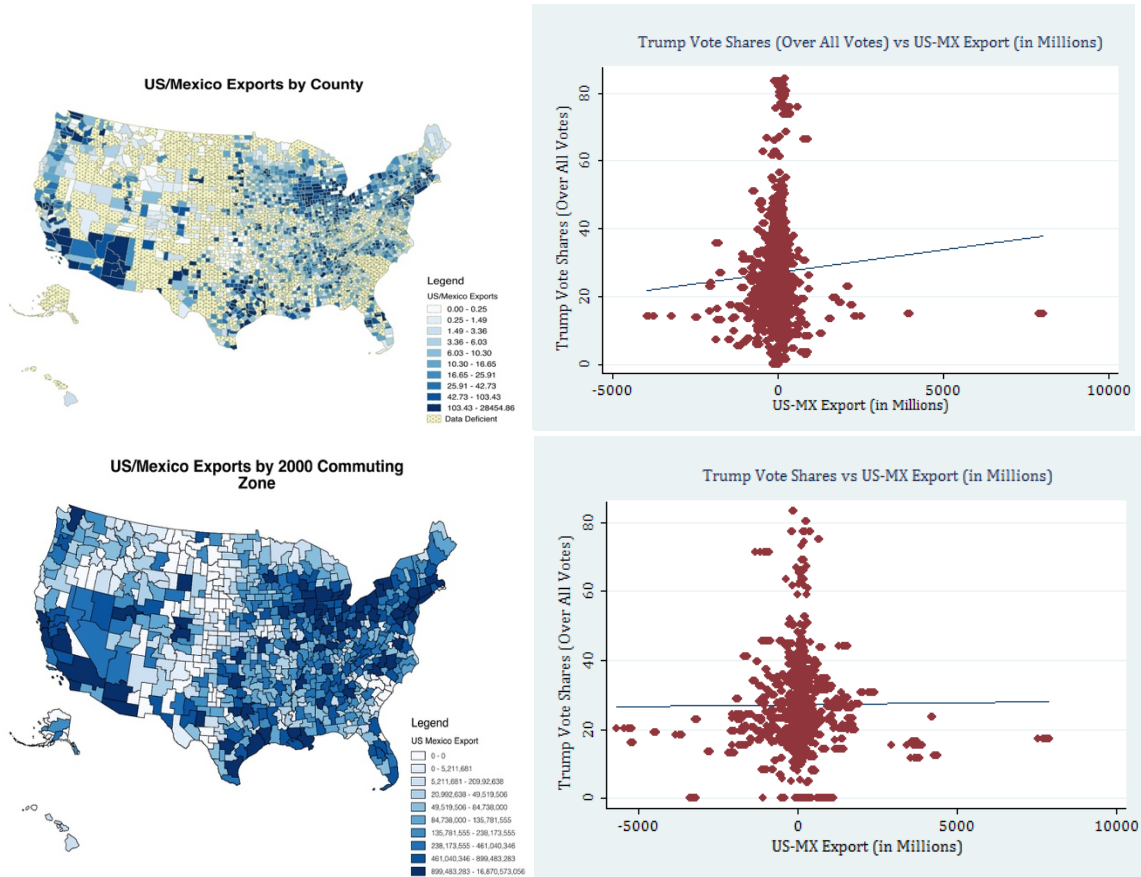 US/Mexico Exports by County
Legend
US/Mexico Exports
0.00 - 0.25
0.25 - 1.49
1.49 - 3.36
3.36 - 6.03
6.03 - 10.30
10.30 - 16.65
16.65 - 25.91
25.91 - 42.73
42.73 - 103.43
103.43 - 28454.86
Data Deficient
Trump Vote Shares (Over All Votes) vs US-MX Export (in Millions)
Trump Vote Shares (Over All Votes)
80
60
40
20
0
-5000 0 5000 10000
US-MX Export (in Millions)
US/Mexico Exports by 2000 Commuting
Zone
Legend
US Mexico Export
0 - 0
0 - 5,211,681
5,211,681 - 209,92,638
20,992,638 - 49,519,506
49,519,506 - 84,738,000
84,738,000 - 135,781,555
135,781,555 - 238,173,555
238,173,555 - 461,040,346
461,040,346 - 899,483,283
899,483,283 - 16,870,573,056
Trump Vote Shares vs US-MX Export (in Millions)
Trump Vote Shares (Over All Votes)
80
60
40
20
0
-5000 0 5000 10000
US-MX Export (in Millions)